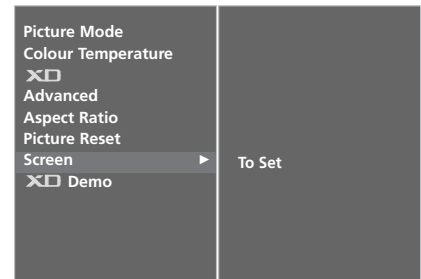 Picture Mode
Colour Temperature
XD
Advanced
Aspect Ratio
Picture Reset
Screen ►
To Set
XD Demo